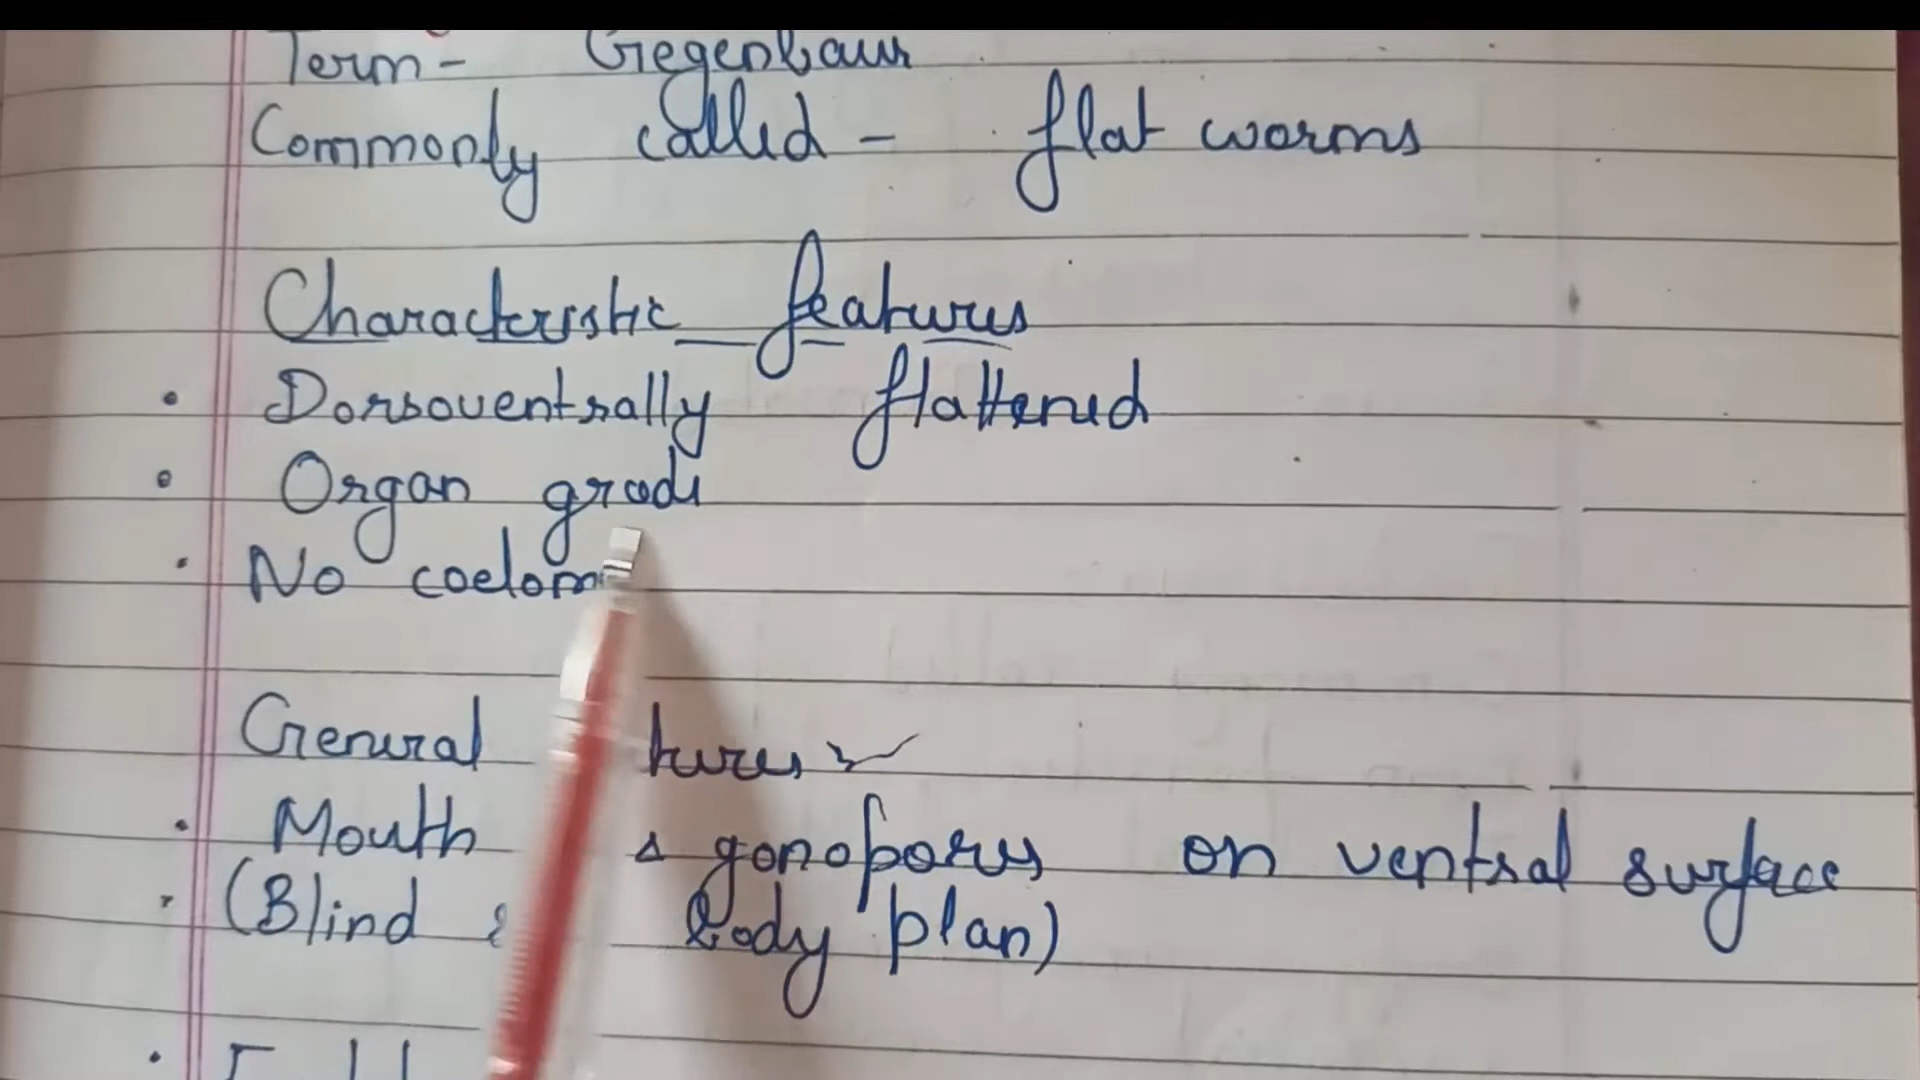 Term - Gegenbaur
Commonly called - flat worms
Characteristic features
• Dorsoventrally flattened
• Organ grade
• No coelom
General tures
• Mouth & gonopores on ventral surface
• (Blind body plan)